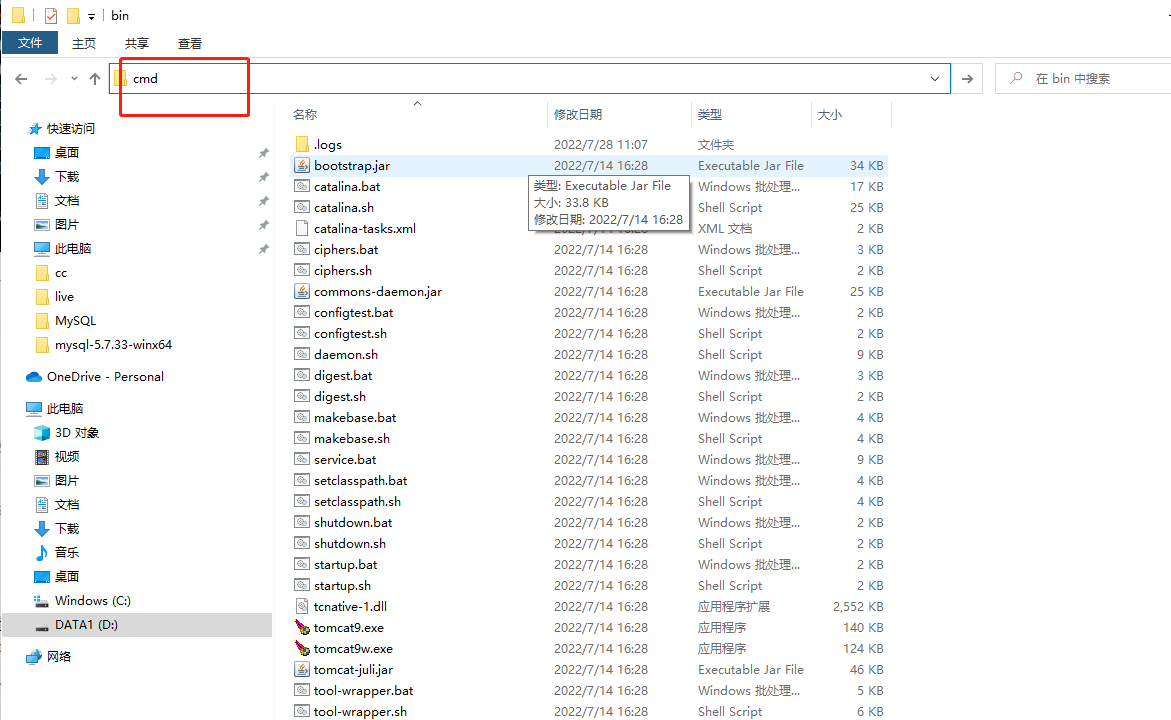 bin
文件 主页 共享 查看
cmd 在 bin 中搜索
名称 修改日期 类型 大小
快速访问
桌面
下载
文档
图片
此电脑
cc
live
MySQL
mysql-5.7.33-winx64
OneDrive - Personal
此电脑
3D 对象
视频
图片
文档
下载
音乐
桌面
Windows (C:)
DATA1 (D:)
网络
.logs 2022/7/28 11:07 文件夹
bootstrap.jar 2022/7/14 16:28 Executable Jar File 34 KB
catalina.bat Windows 批处理... 17 KB
catalina.sh Shell Script 25 KB
catalina-tasks.xml XML 文档 2 KB
类型: Executable Jar File
大小: 33.8 KB
修改日期: 2022/7/14 16:28
ciphers.bat 2022/7/14 16:28 Windows 批处理... 3 KB
ciphers.sh 2022/7/14 16:28 Shell Script 2 KB
commons-daemon.jar 2022/7/14 16:28 Executable Jar File 25 KB
configtest.bat 2022/7/14 16:28 Windows 批处理... 2 KB
configtest.sh 2022/7/14 16:28 Shell Script 2 KB
daemon.sh 2022/7/14 16:28 Shell Script 9 KB
digest.bat 2022/7/14 16:28 Windows 批处理... 3 KB
digest.sh 2022/7/14 16:28 Shell Script 2 KB
makebase.bat 2022/7/14 16:28 Windows 批处理... 4 KB
makebase.sh 2022/7/14 16:28 Shell Script 4 KB
service.bat 2022/7/14 16:28 Windows 批处理... 9 KB
setclasspath.bat 2022/7/14 16:28 Windows 批处理... 4 KB
setclasspath.sh 2022/7/14 16:28 Shell Script 4 KB
shutdown.bat 2022/7/14 16:28 Windows 批处理... 2 KB
shutdown.sh 2022/7/14 16:28 Shell Script 2 KB
startup.bat 2022/7/14 16:28 Windows 批处理... 2 KB
startup.sh 2022/7/14 16:28 Shell Script 2 KB
tcnative-1.dll 2022/7/14 16:28 应用程序扩展 2,552 KB
tomcat9.exe 2022/7/14 16:28 应用程序 140 KB
tomcat9w.exe 2022/7/14 16:28 应用程序 124 KB
tomcat-juli.jar 2022/7/14 16:28 Executable Jar File 46 KB
tool-wrapper.bat 2022/7/14 16:28 Windows 批处理... 5 KB
tool-wrapper.sh 2022/7/14 16:28 Shell Script 6 KB